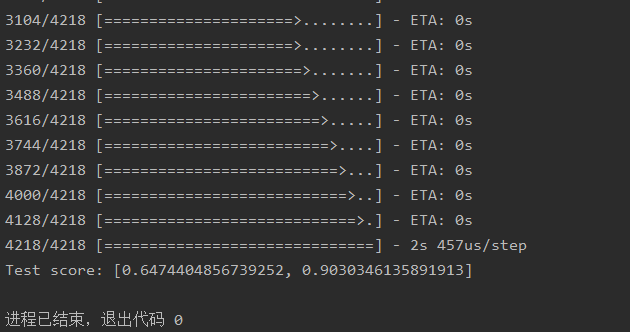 3104/4218 [=====================>........] - ETA: 0s
3232/4218 [=====================>........] - ETA: 0s
3360/4218 [======================>.......] - ETA: 0s
3488/4218 [=======================>......] - ETA: 0s
3616/4218 [========================>.....] - ETA: 0s
3744/4218 [=========================>....] - ETA: 0s
3872/4218 [==========================>...] - ETA: 0s
4000/4218 [===========================>..] - ETA: 0s
4128/4218 [============================>.] - ETA: 0s
4218/4218 [==============================] - 2s 457us/step
Test score: [0.6474404856739252, 0.9030346135891913]
进程已结束，退出代码 0